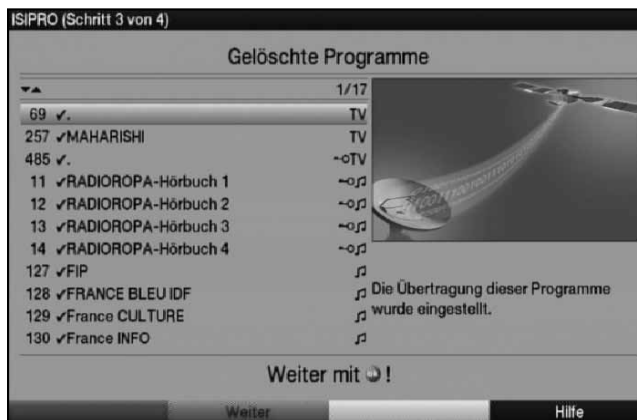 ISIPRO (Schritt 3 von 4)
Gelöschte Programme
1/17
69 ✔. TV
257 ✔MAHARISHI TV
485 ✔. TV
11 ✔RADIOROPA-Hörbuch 1
12 ✔RADIOROPA-Hörbuch 2
13 ✔RADIOROPA-Hörbuch 3
14 ✔RADIOROPA-Hörbuch 4
127 ✔FIP
128 ✔FRANCE BLEU IDF
129 ✔France CULTURE
130 ✔France INFO
Die Übertragung dieser Programme
wurde eingestellt.
Weiter mit !
Weiter
Hilfe